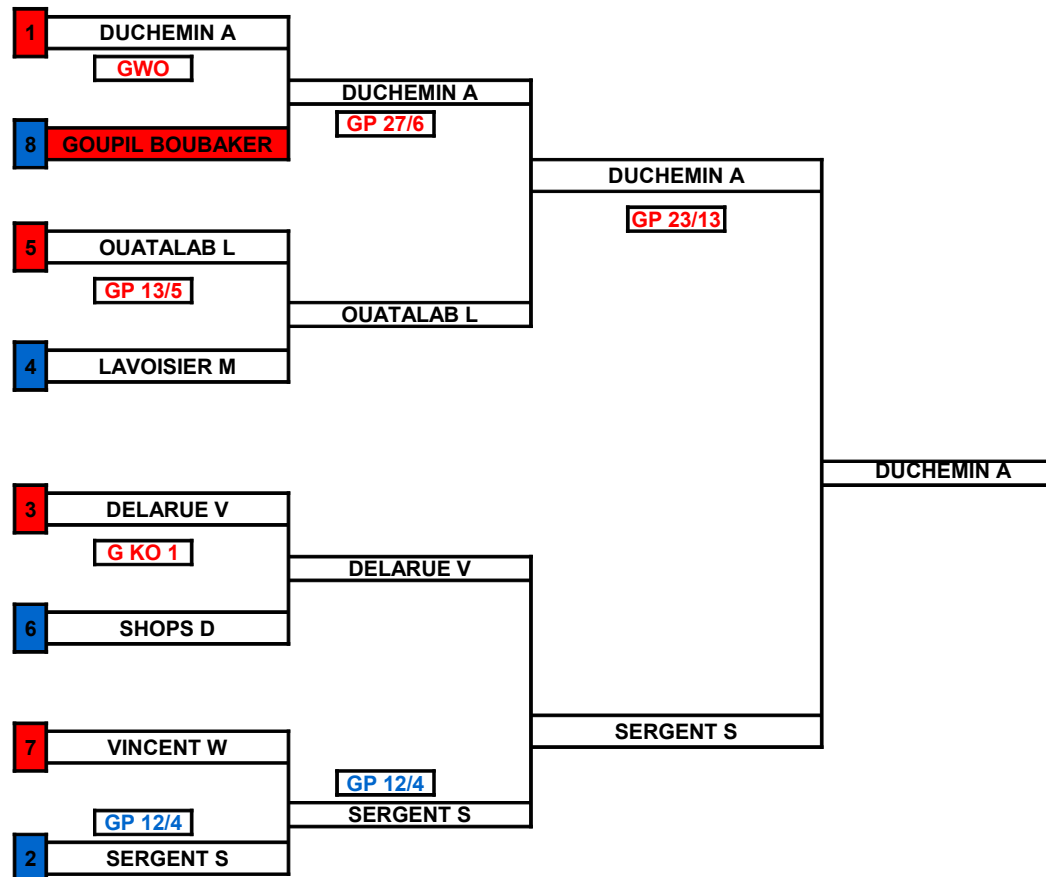 1 DUCHEMIN A
GWO
DUCHEMIN A
GP 27/6
8 GOUPIL BOUBAKER
DUCHEMIN A
GP 23/13
5 OUATALAB L
GP 13/5
OUATALAB L
4 LAVOISIER M
DUCHEMIN A
3 DELARUE V
G KO 1
DELARUE V
6 SHOPS D
SERGENT S
7 VINCENT W
GP 12/4
SERGENT S
GP 12/4
2 SERGENT S